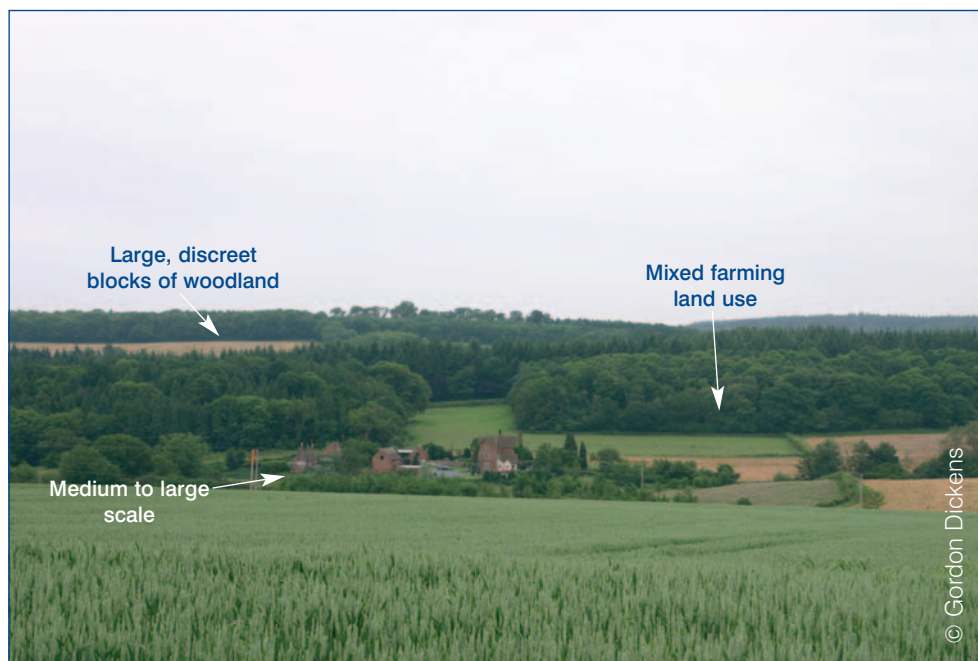 Large, discreet
blocks of woodland
Mixed farming
land use
Medium to large
scale
© Gordon Dickens